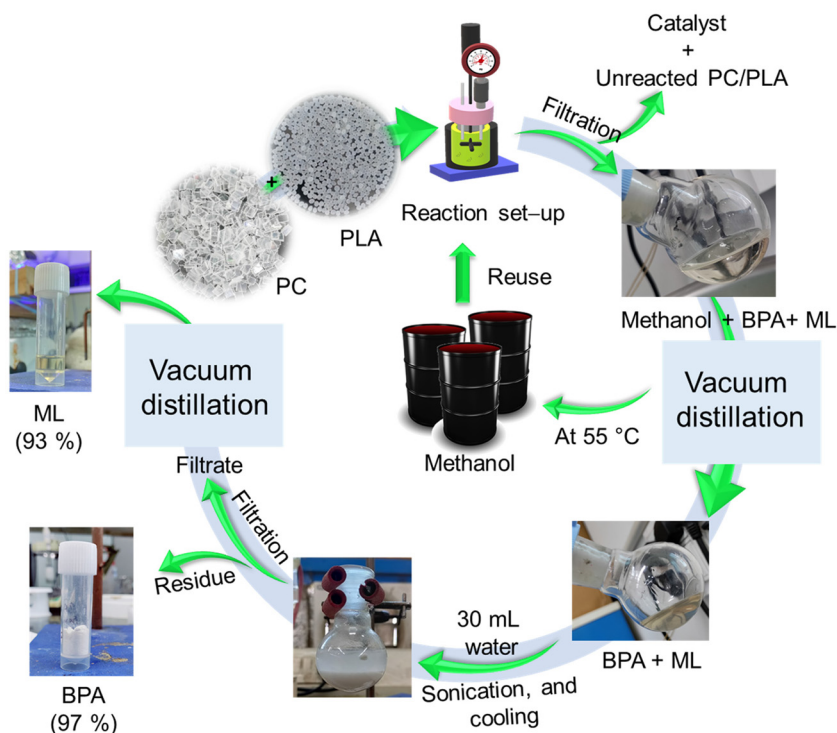 Catalyst
+
Unreacted PC/PLA
Filtration
+
PLA
PC
Reaction set–up
Reuse
Methanol + BPA+ ML
Vacuum
distillation
At 55 °C
Methanol
BPA + ML
30 mL
water
Sonication, and
cooling
Filtration
Residue
BPA
(97 %)
Filtrate
Vacuum
distillation
ML
(93 %)